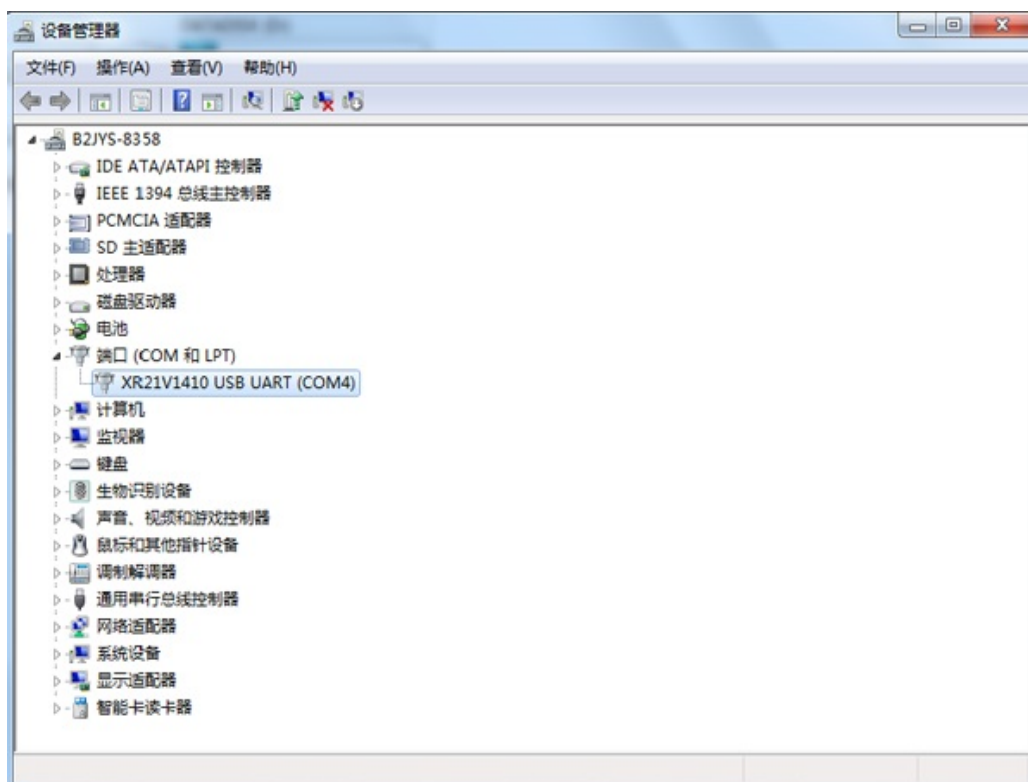 设备管理器
文件(F) 操作(A) 查看(V) 帮助(H)
B2JYS-8358
IDE ATA/ATAPI 控制器
IEEE 1394 总线主控制器
PCMCIA 适配器
SD 主适配器
处理器
磁盘驱动器
电池
端口 (COM 和 LPT)
XR21V1410 USB UART (COM4)
计算机
监视器
键盘
生物识别设备
声音、视频和游戏控制器
鼠标和其他指针设备
调制解调器
通用串行总线控制器
网络适配器
系统设备
显示适配器
智能卡读卡器